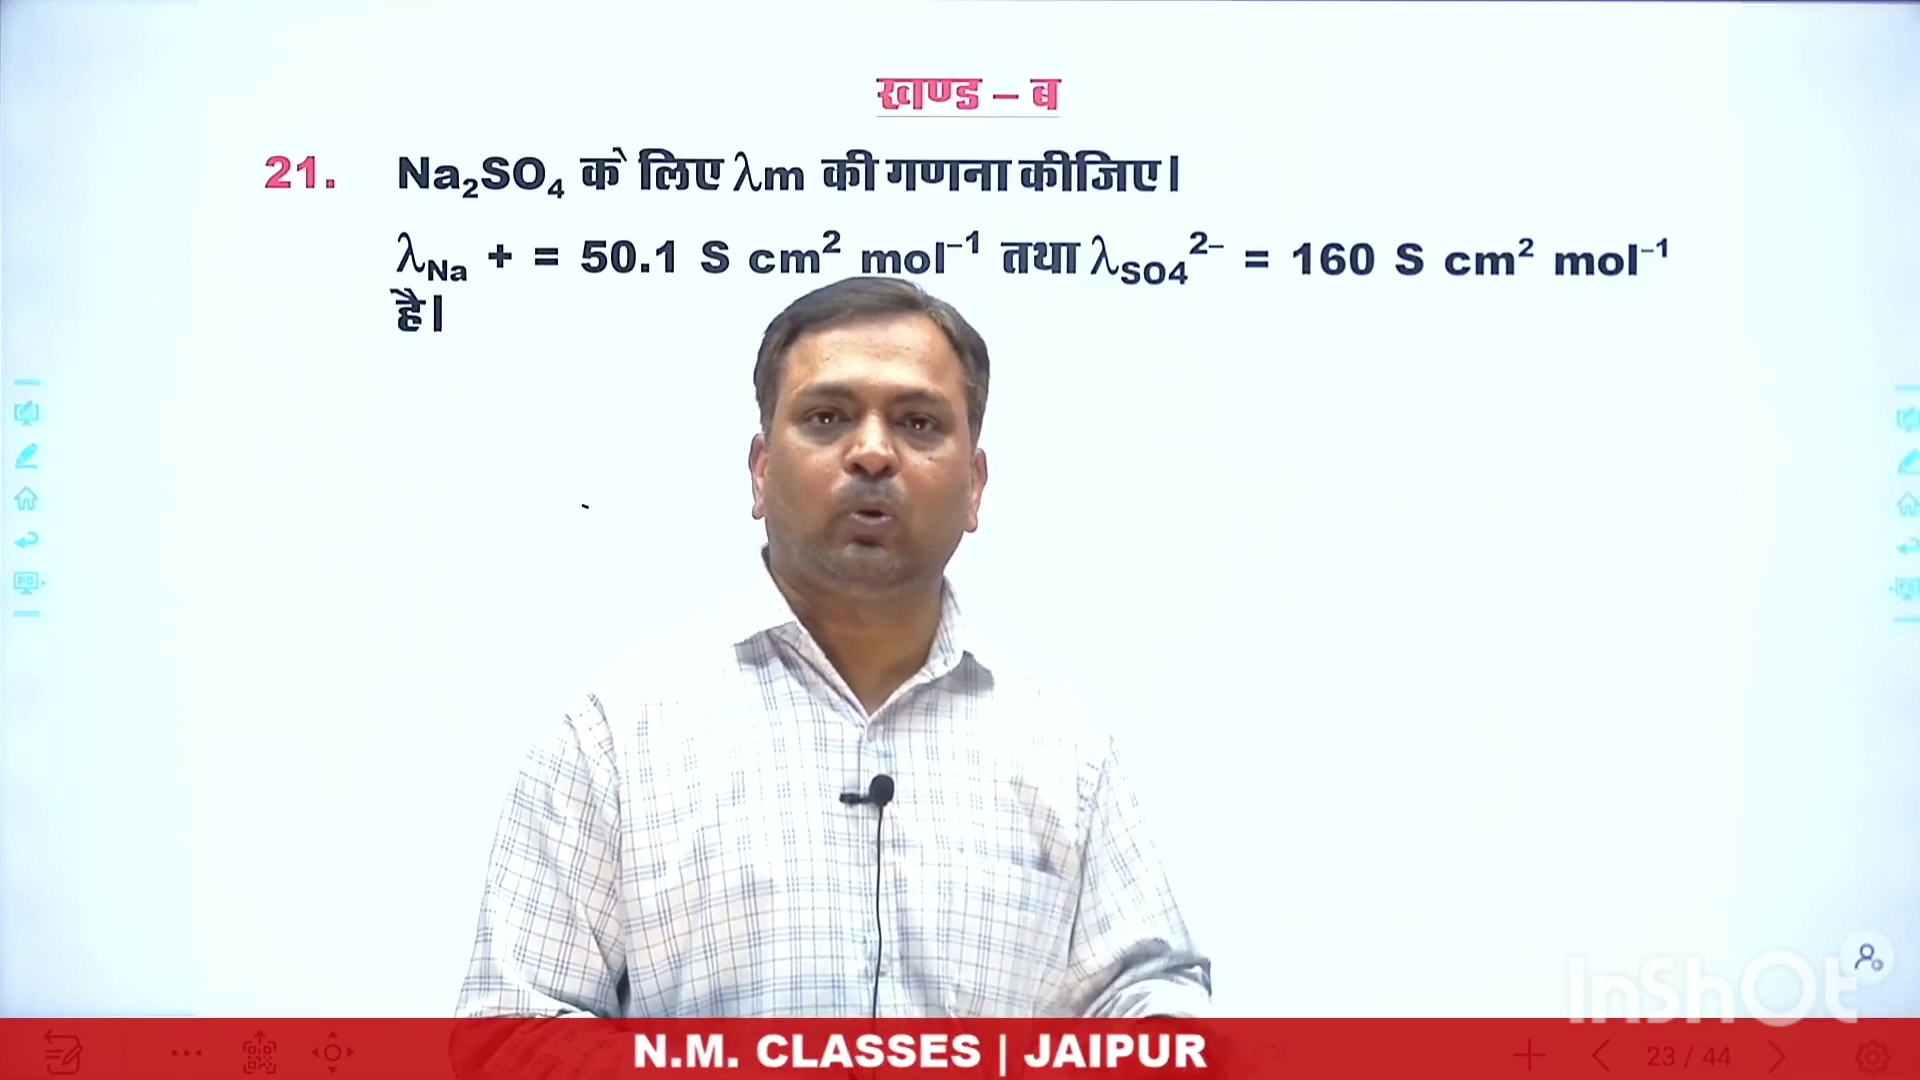 खण्ड – ब
21. Na₂SO₄ के लिए λm की गणना कीजिए।
λNa + = 50.1 S cm² mol⁻¹ तथा λSO4²⁻ = 160 S cm² mol⁻¹
है।
InShOt
N.M. CLASSES | JAIPUR
23 / 44